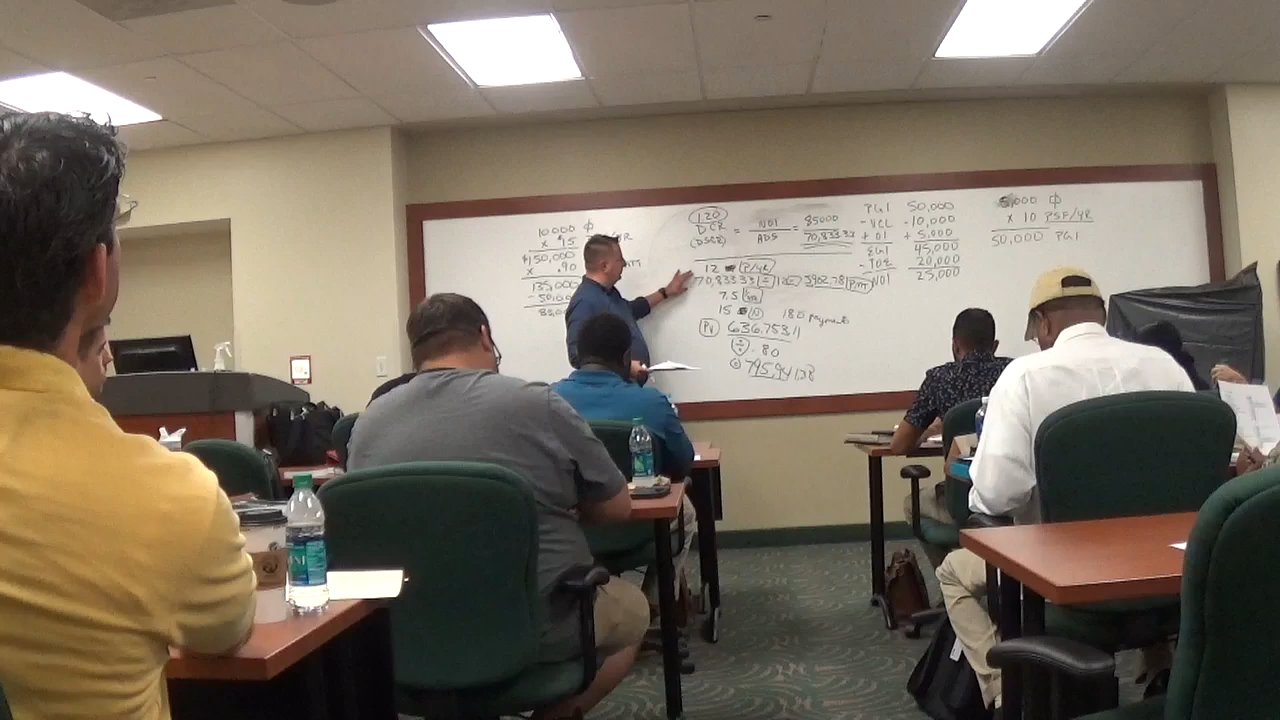 10000 ⌀
x 15
$150,000
x .90
135,000
- 50,000
85,000
1.20
DCR = NOI = 85000
(DSCR) ADS 70,833.33
12 P/YR
70,833.33 ÷ 12 = 5902.78 PMT
7.5 I/YR
15 N 180 payments
PV 636,753.11
÷ .80
= 795,941.38
PGI 50,000
- VCL -10,000
+ OI + 5,000
EGI 45,000
- TOE 20,000
NOI 25,000
5,000 ⌀
x 10 PSF/YR
50,000 PGI